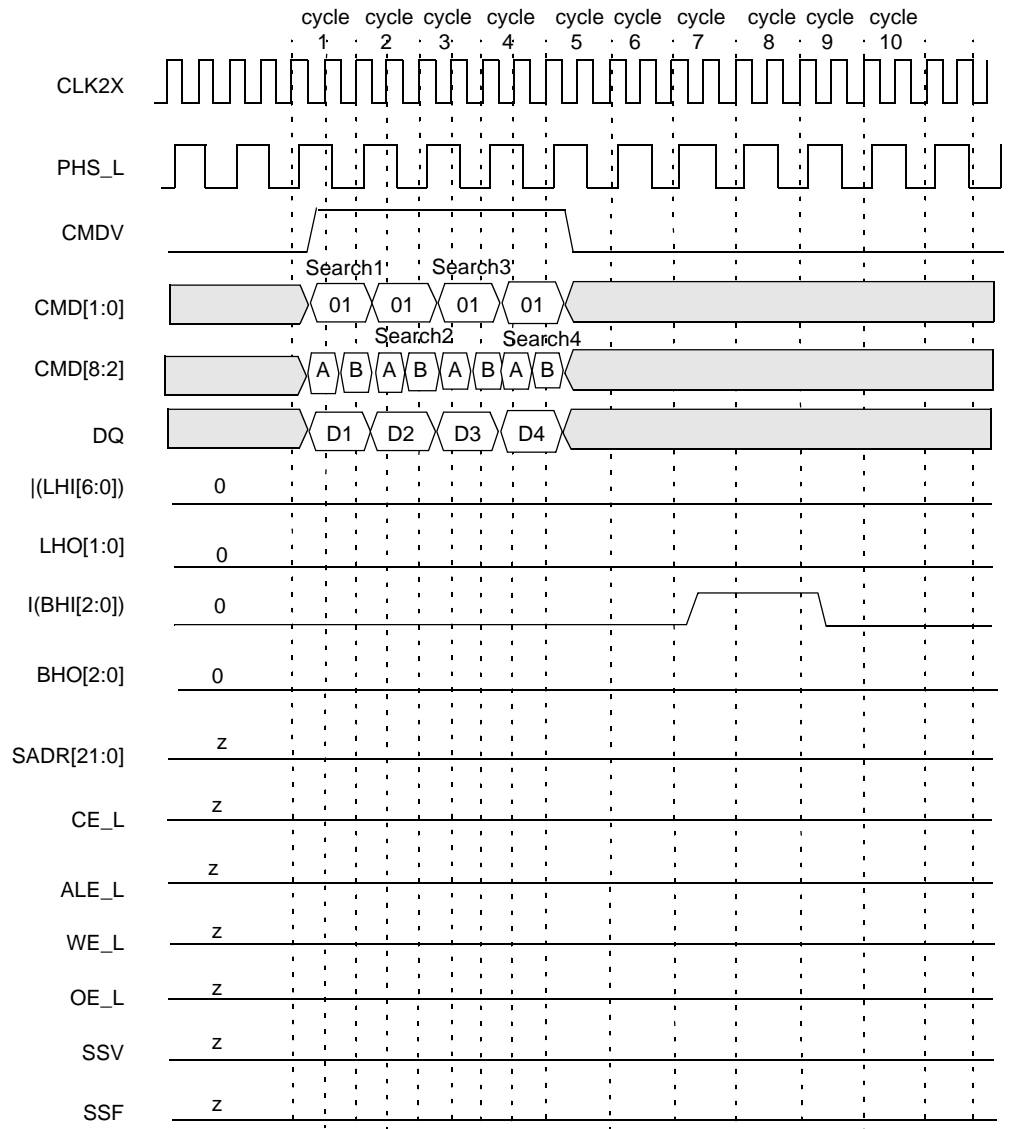 cycle cycle cycle cycle cycle cycle cycle cycle cycle cycle
1 2 3 4 5 6 7 8 9 10
CLK2X
PHS_L
CMDV
Search1 Search3
CMD[1:0] 01 01 01 01
Search2 Search4
CMD[8:2] A B A B A B A B
DQ D1 D2 D3 D4
|(LHI[6:0]) 0
LHO[1:0] 0
I(BHI[2:0]) 0
BHO[2:0] 0
SADR[21:0] z
CE_L z
ALE_L z
WE_L z
OE_L z
SSV z
SSF z